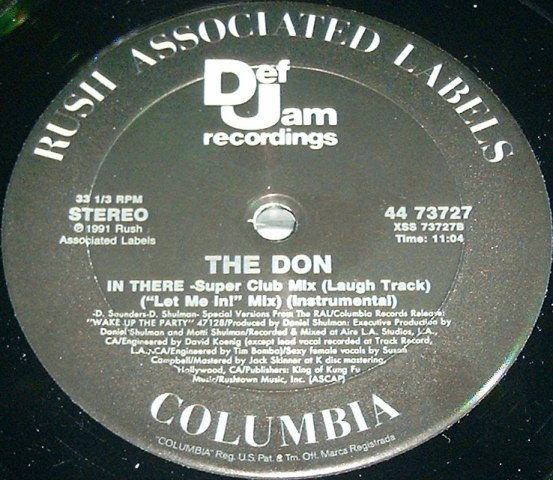 RUSH ASSOCIATED LABELS
Def
Jam
recordings
33 1/3 RPM
STEREO
℗1991 Rush
Associated Labels
44 73727
XSS 73727B
Time: 11:04
THE DON
IN THERE -Super Club Mix (Laugh Track)
("Let Me In!" Mix) (Instrumental)
-D. Saunders-D. Shulman- Special Versions From The RAL/Columbia Records Release:
"WAKE UP THE PARTY" 47128/Produced by Daniel Shulman: Executive Production by
Daniel Shulman and Matti Shulman/Recorded & Mixed at Aire L.A. Studios, L.A.,
CA/Engineered by David Koenig (except lead vocal recorded at Track Record,
L.A., CA/Engineered by Tim Bomba)/Sexy female vocals by Susan
Campbell/Mastered by Jack Skinner at K disc mastering,
Hollywood, CA/Publishers: King of Kung Fu
Music/Rushtown Music, Inc. (ASCAP)
COLUMBIA
"COLUMBIA" Reg. U.S. Pat. & Tm. Off. Marca Registrada